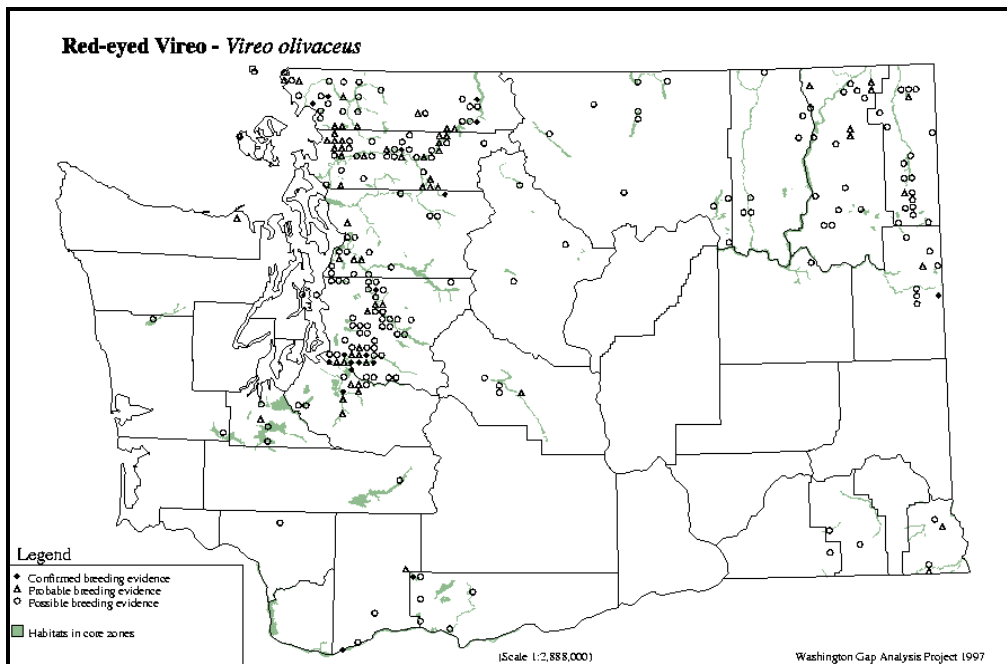 Red-eyed Vireo - Vireo olivaceus
Legend
Confirmed breeding evidence
Probable breeding evidence
Possible breeding evidence
Habitats in core zones
(Scale 1:2,888,000)
Washington Gap Analysis Project 1997